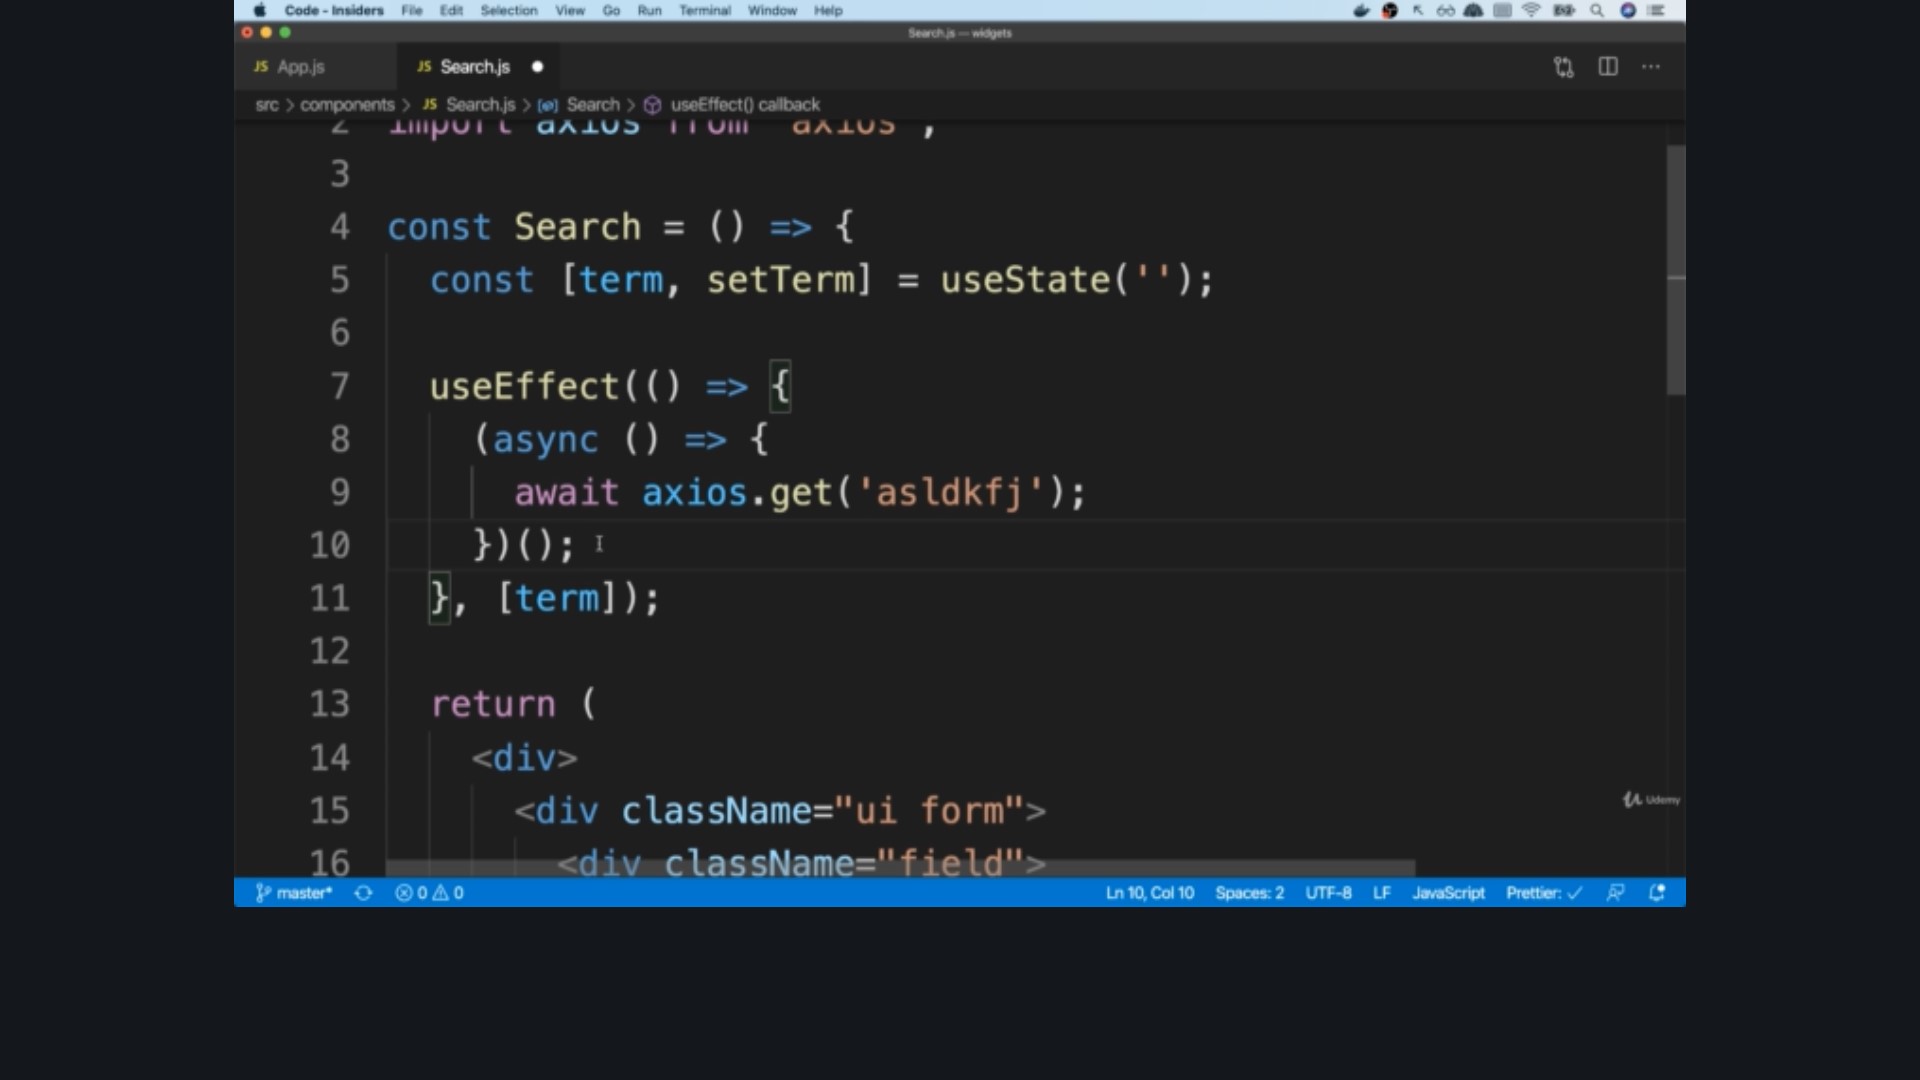 Code - Insiders File Edit Selection View Go Run Terminal Window Help
Search.js — widgets
JS App.js JS Search.js
src > components > JS Search.js > Search > useEffect() callback
2 import axios from 'axios';
3
4 const Search = () => {
5 const [term, setTerm] = useState('');
6
7 useEffect(() => {
8 (async () => {
9 await axios.get('asldkfj');
10 })();
11 }, [term]);
12
13 return (
14 <div>
15 <div className="ui form">
16 <div className="field">
Udemy
master* 0 0 Ln 10, Col 10 Spaces: 2 UTF-8 LF JavaScript Prettier: ✓